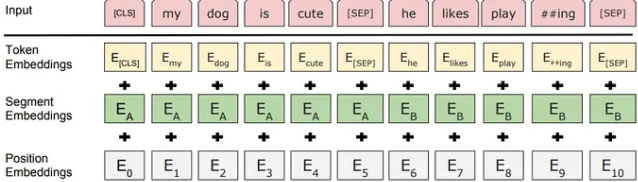 Input [CLS] my dog is cute [SEP] he likes play ##ing [SEP]
Token Embeddings E[CLS] Emy Edog Eis Ecute E[SEP] Ehe Elikes Eplay E##ing E[SEP]
+ + + + + + + + + + +
Segment Embeddings EA EA EA EA EA EA EB EB EB EB EB
+ + + + + + + + + + +
Position Embeddings E0 E1 E2 E3 E4 E5 E6 E7 E8 E9 E10